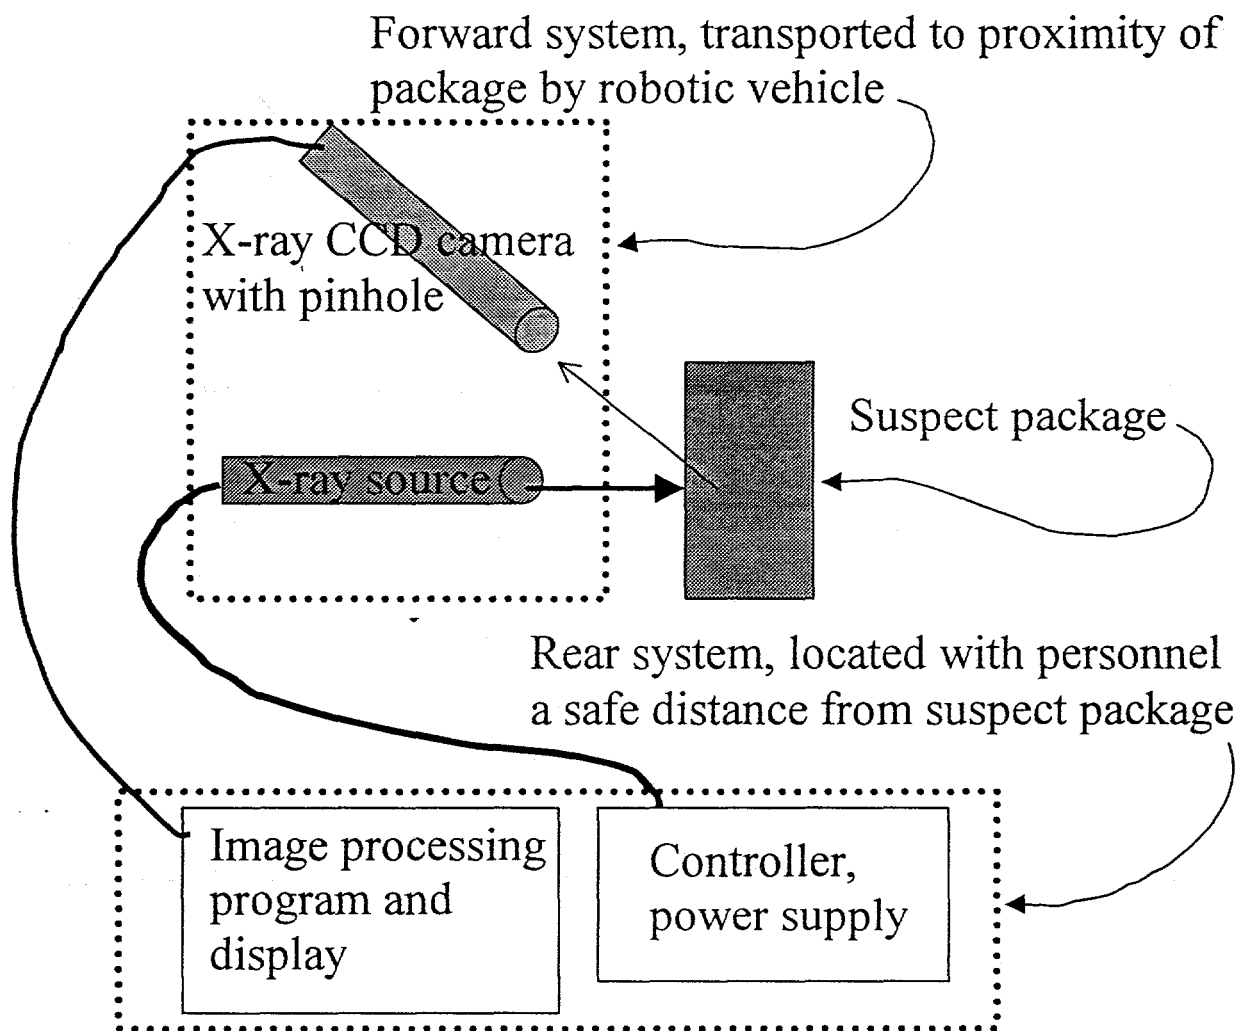 Forward system, transported to proximity of
package by robotic vehicle
X-ray CCD camera
with pinhole
Suspect package
X-ray source
Rear system, located with personnel
a safe distance from suspect package
Image processing
program and
display
Controller,
power supply